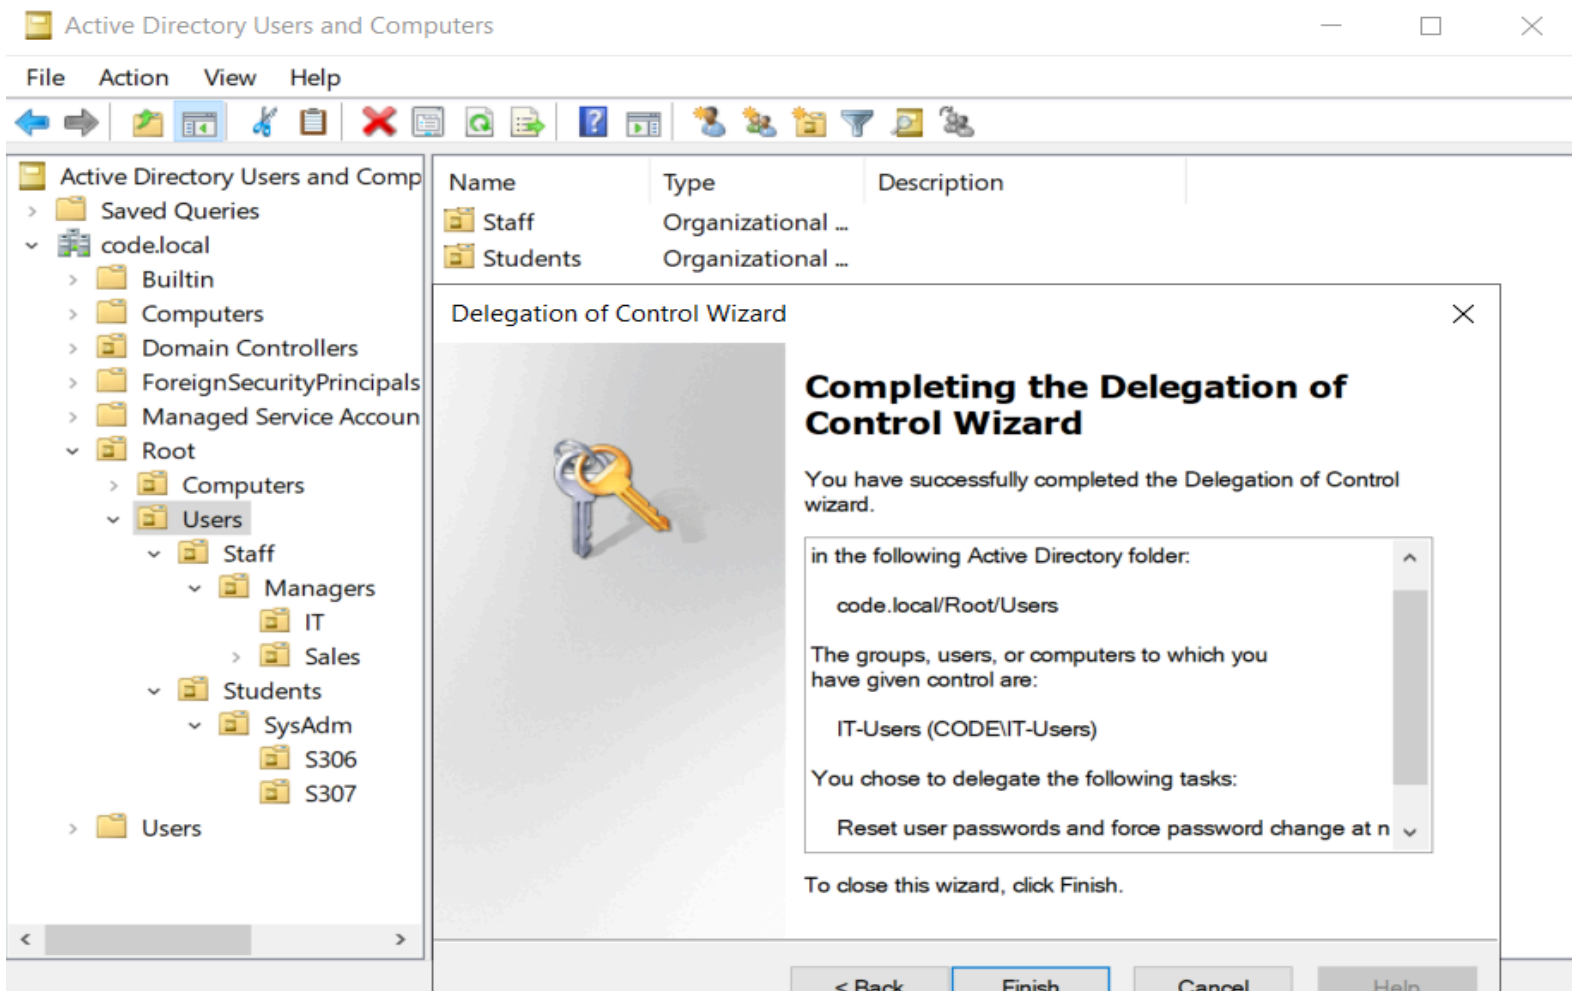 Active Directory Users and Computers
File Action View Help
Active Directory Users and Comp
Saved Queries
code.local
Builtin
Computers
Domain Controllers
ForeignSecurityPrincipals
Managed Service Accoun
Root
Computers
Users
Staff
Managers
IT
Sales
Students
SysAdm
S306
S307
Users
Name Type Description
Staff Organizational ...
Students Organizational ...
Delegation of Control Wizard
Completing the Delegation of
Control Wizard
You have successfully completed the Delegation of Control
wizard.
in the following Active Directory folder:
code.local/Root/Users
The groups, users, or computers to which you
have given control are:
IT-Users (CODE\IT-Users)
You chose to delegate the following tasks:
Reset user passwords and force password change at n
To close this wizard, click Finish.
< Back Finish Cancel Help